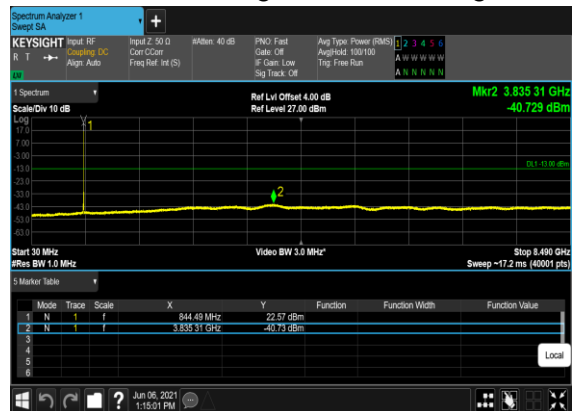 Spectrum Analyzer 1
Swept SA
+
KEYSIGHT Input: RF Input Z: 50 Ω #Atten: 40 dB PNO: Fast Avg Type: Power (RMS) 1 2 3 4 5 6
R T Coupling: DC Corr CCorr Gate: Off Avg|Hold: 100/100 A W W W W W
Align: Auto Freq Ref: Int (S) IF Gain: Low Trig: Free Run
Sig Track: Off A N N N N N
1 Spectrum Ref Lvl Offset 4.00 dB Mkr2 3.835 31 GHz
Scale/Div 10 dB Ref Level 27.00 dBm -40.729 dBm
Log
17.0 1
7.00
-3.00
-13.0 DL1 -13.00 dBm
-23.0
-33.0 2
-43.0
-53.0
-63.0
Start 30 MHz Video BW 3.0 MHz* Stop 8.490 GHz
#Res BW 1.0 MHz Sweep ~17.2 ms (40001 pts)
5 Marker Table
Mode Trace Scale X Y Function Function Width Function Value
1 N 1 f 844.49 MHz 22.57 dBm
2 N 1 f 3.835 31 GHz -40.73 dBm
3
4
5
6
Local
? Jun 06, 2021
1:15:01 PM